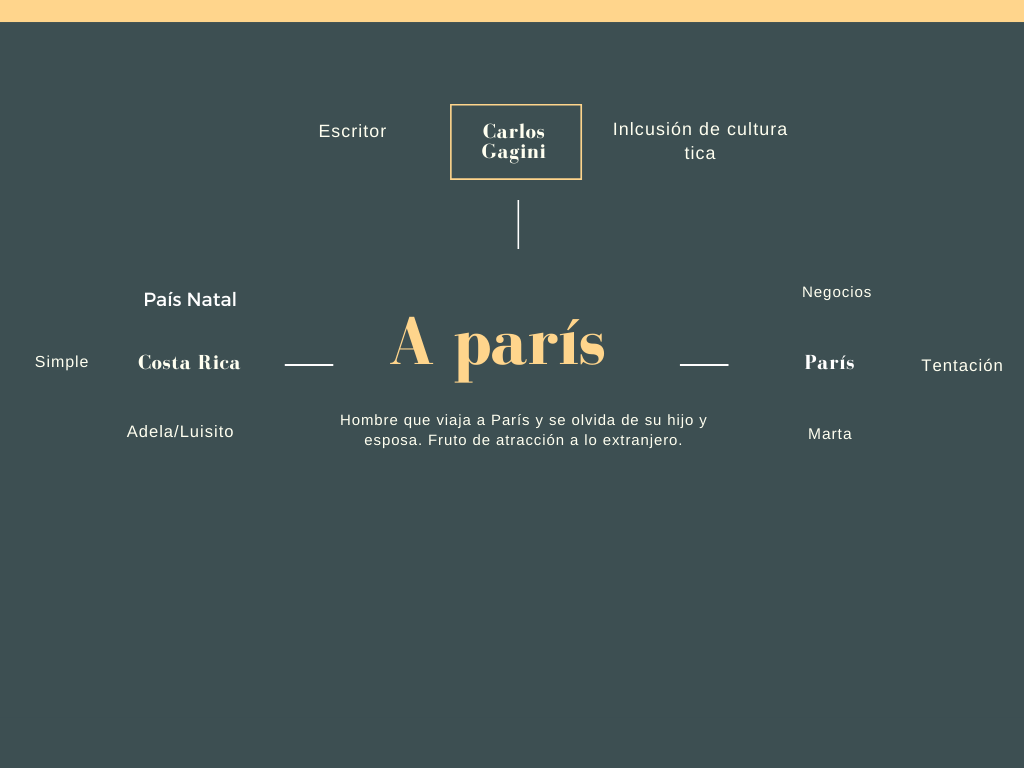 Escritor
Carlos
Gagini
Inlcusión de cultura
tica
País Natal
Simple
Costa Rica
Adela/Luisito
A parís
Hombre que viaja a París y se olvida de su hijo y
esposa. Fruto de atracción a lo extranjero.
Negocios
París
Tentación
Marta